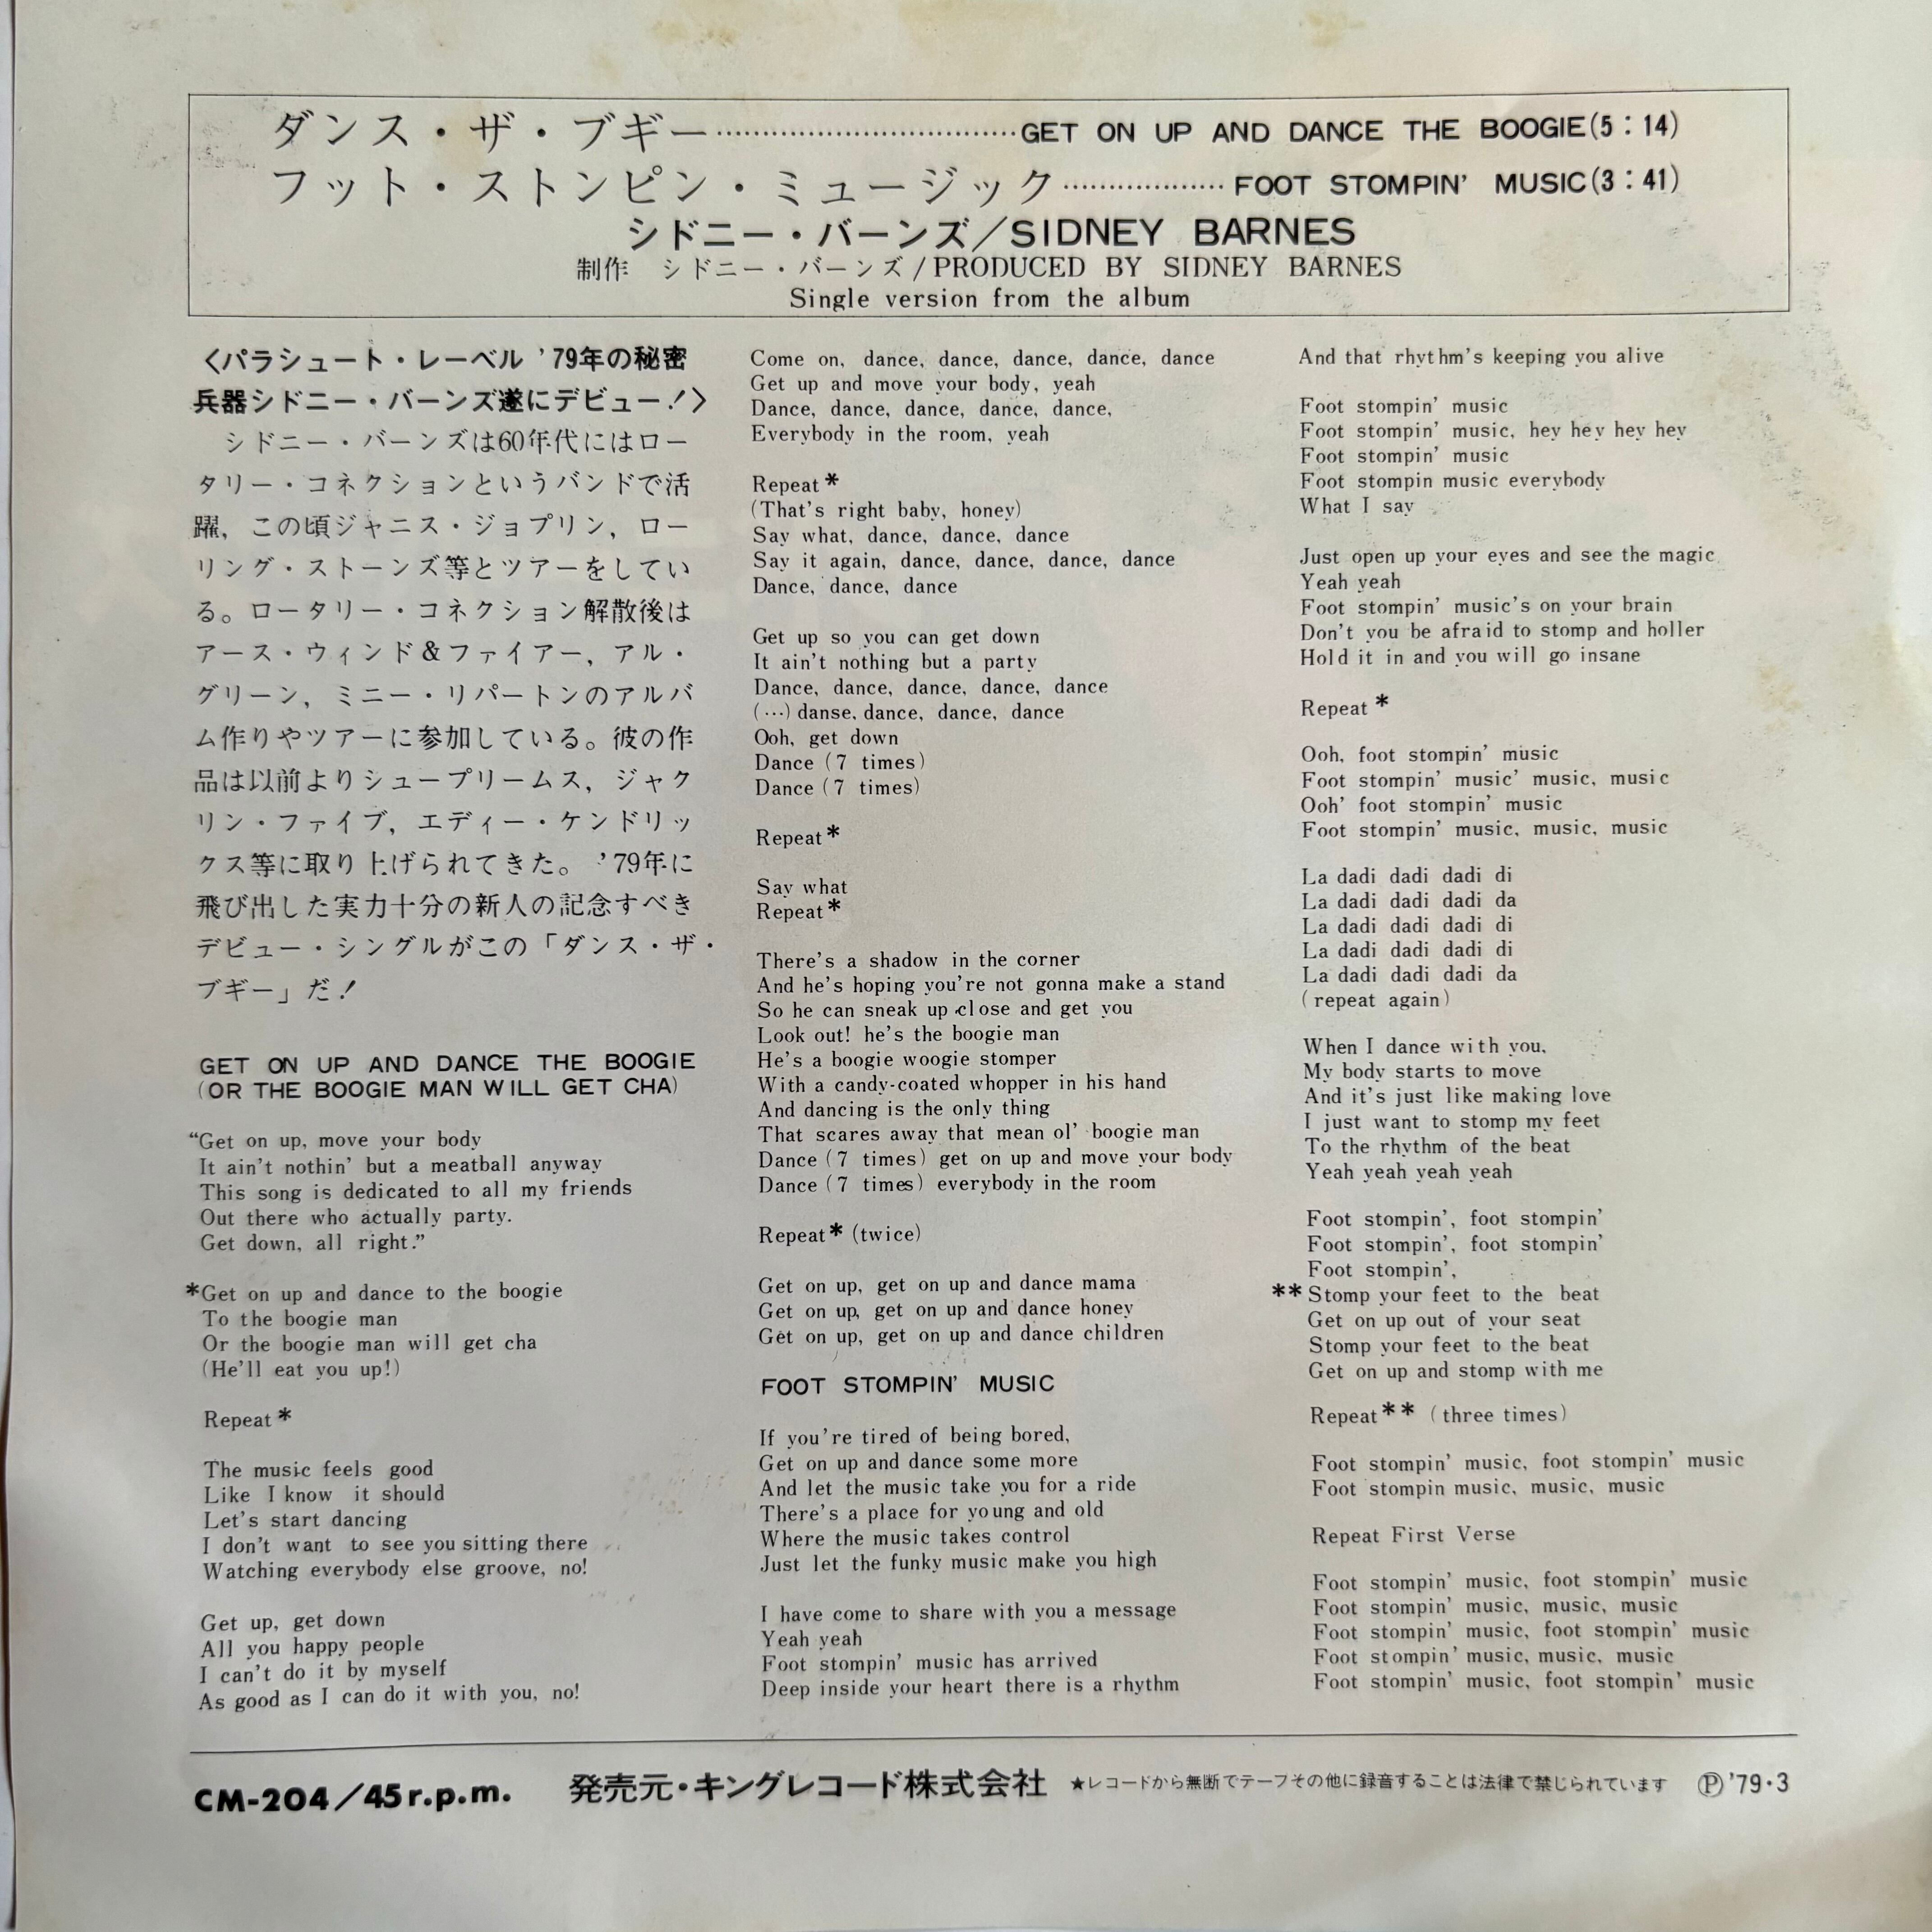 ダンス・ザ・ブギー……………………………GET ON UP AND DANCE THE BOOGIE(5：14)
フット・ストンピン・ミュージック………………FOOT STOMPIN’ MUSIC(3：41)
シドニー・バーンズ／SIDNEY BARNES
制作 シドニー・バーンズ/PRODUCED BY SIDNEY BARNES
Single version from the album
〈パラシュート・レーベル ’79年の秘密
兵器シドニー・バーンズ遂にデビュー！〉
シドニー・バーンズは60年代にはロー
タリー・コネクションというバンドで活
躍，この頃ジャニス・ジョプリン，ロー
リング・ストーンズ等とツアーをしてい
る。ロータリー・コネクション解散後は
アース・ウィンド＆ファイアー，アル・
グリーン，ミニー・リパートンのアルバ
ム作りやツアーに参加している。彼の作
品は以前よりシュープリームス，ジャク
リン・ファイブ，エディー・ケンドリッ
クス等に取り上げられてきた。’79年に
飛び出した実力十分の新人の記念すべき
デビュー・シングルがこの「ダンス・ザ・
ブギー」だ！
GET ON UP AND DANCE THE BOOGIE
(OR THE BOOGIE MAN WILL GET CHA)
“Get on up, move your body
It ain’t nothin’ but a meatball anyway
This song is dedicated to all my friends
Out there who actually party.
Get down, all right.”
*Get on up and dance to the boogie
To the boogie man
Or the boogie man will get cha
(He’ll eat you up!)
Repeat*
The music feels good
Like I know it should
Let’s start dancing
I don’t want to see you sitting there
Watching everybody else groove, no!
Get up, get down
All you happy people
I can’t do it by myself
As good as I can do it with you, no!
Come on, dance, dance, dance, dance, dance
Get up and move your body, yeah
Dance, dance, dance, dance, dance,
Everybody in the room, yeah
Repeat*
(That’s right baby, honey)
Say what, dance, dance, dance
Say it again, dance, dance, dance, dance
Dance, dance, dance
Get up so you can get down
It ain’t nothing but a party
Dance, dance, dance, dance, dance
(…) danse, dance, dance, dance
Ooh, get down
Dance (7 times)
Dance (7 times)
Repeat*
Say what
Repeat*
There’s a shadow in the corner
And he’s hoping you’re not gonna make a stand
So he can sneak up close and get you
Look out! he’s the boogie man
He’s a boogie woogie stomper
With a candy-coated whopper in his hand
And dancing is the only thing
That scares away that mean ol’ boogie man
Dance (7 times) get on up and move your body
Dance (7 times) everybody in the room
Repeat* (twice)
Get on up, get on up and dance mama
Get on up, get on up and dance honey
Get on up, get on up and dance children
FOOT STOMPIN’ MUSIC
If you’re tired of being bored,
Get on up and dance some more
And let the music take you for a ride
There’s a place for young and old
Where the music takes control
Just let the funky music make you high
I have come to share with you a message
Yeah yeah
Foot stompin’ music has arrived
Deep inside your heart there is a rhythm
And that rhythm’s keeping you alive
Foot stompin’ music
Foot stompin’ music, hey hey hey hey
Foot stompin’ music
Foot stompin music everybody
What I say
Just open up your eyes and see the magic
Yeah yeah
Foot stompin’ music’s on your brain
Don’t you be afraid to stomp and holler
Hold it in and you will go insane
Repeat*
Ooh, foot stompin’ music
Foot stompin’ music’ music, music
Ooh’ foot stompin’ music
Foot stompin’ music, music, music
La dadi dadi dadi di
La dadi dadi dadi da
La dadi dadi dadi di
La dadi dadi dadi di
La dadi dadi dadi da
(repeat again)
When I dance with you,
My body starts to move
And it’s just like making love
I just want to stomp my feet
To the rhythm of the beat
Yeah yeah yeah yeah
Foot stompin’, foot stompin’
Foot stompin’, foot stompin’
Foot stompin’,
**Stomp your feet to the beat
Get on up out of your seat
Stomp your feet to the beat
Get on up and stomp with me
Repeat** (three times)
Foot stompin’ music, foot stompin’ music
Foot stompin music, music, music
Repeat First Verse
Foot stompin’ music, foot stompin’ music
Foot stompin’ music, music, music
Foot stompin’ music, foot stompin’ music
Foot stompin’ music, music, music
Foot stompin’ music, foot stompin’ music
CM-204／45r.p.m. 発売元・キングレコード株式会社 ★レコードから無断でテープその他に録音することは法律で禁じられています Ⓟ’79・3